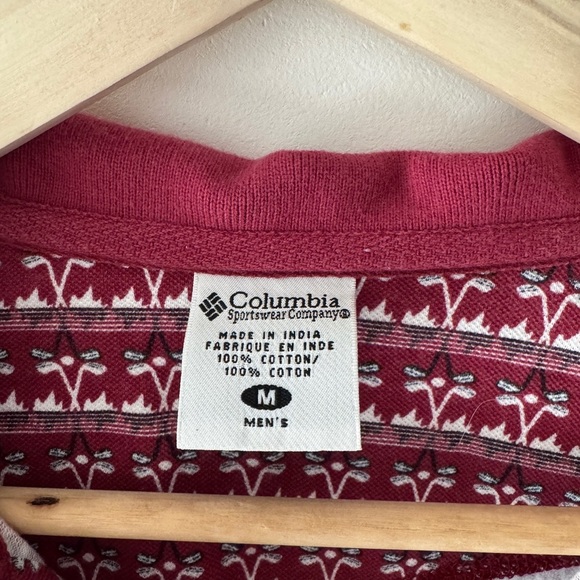 Columbia
Sportswear Company®
MADE IN INDIA
FABRIQUE EN INDE
100% COTTON/
100% COTON
M
MEN'S